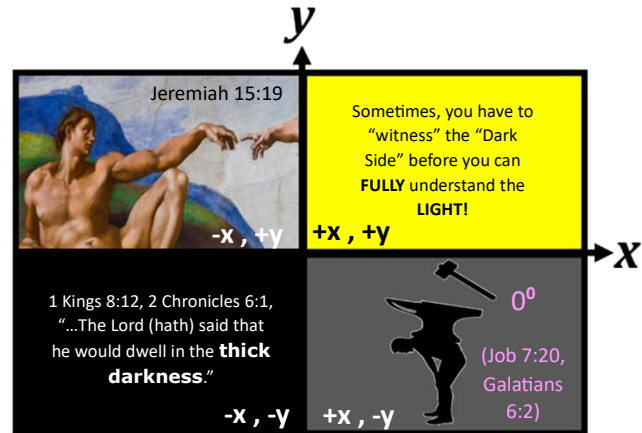 y
Jeremiah 15:19
-x , +y
Sometimes, you have to
“witness” the “Dark
Side” before you can
FULLY understand the
LIGHT!
+x , +y
x
1 Kings 8:12, 2 Chronicles 6:1,
“...The Lord (hath) said that
he would dwell in the thick
darkness.”
-x , -y
0⁰
(Job 7:20,
Galatians
6:2)
+x , -y